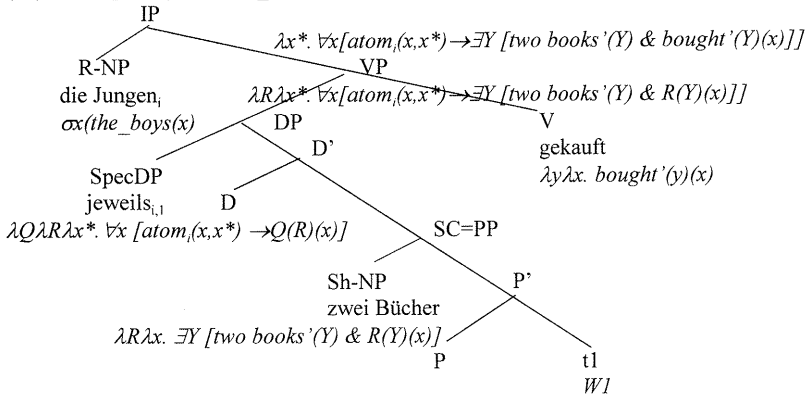 IP
λx*. ∀x[atomᵢ(x,x*) →∃Y [two books’(Y) & bought’(Y)(x)]]
R-NP
VP
die Jungenᵢ
λRλx*. ∀x[atomᵢ(x,x*) →∃Y [two books’(Y) & R(Y)(x)]]
σx(the_boys(x)
V
DP
gekauft
D’
λyλx. bought’(y)(x)
SpecDP
jeweilsᵢ,₁
D
λQλRλx*. ∀x [atomᵢ(x,x*) →Q(R)(x)]
SC=PP
Sh-NP
P’
zwei Bücher
λRλx. ∃Y [two books’(Y) & R(Y)(x)]
P
t1
W1